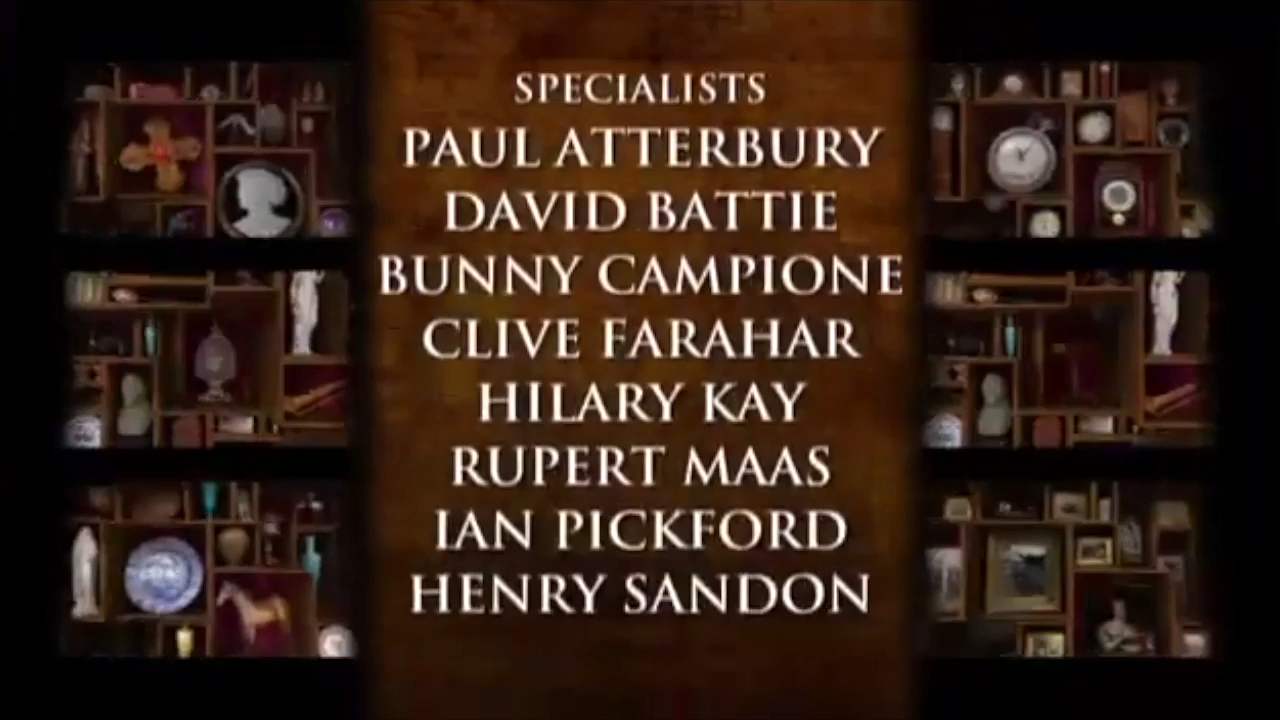 SPECIALISTS
PAUL ATTERBURY
DAVID BATTIE
BUNNY CAMPIONE
CLIVE FARAHAR
HILARY KAY
RUPERT MAAS
IAN PICKFORD
HENRY SANDON